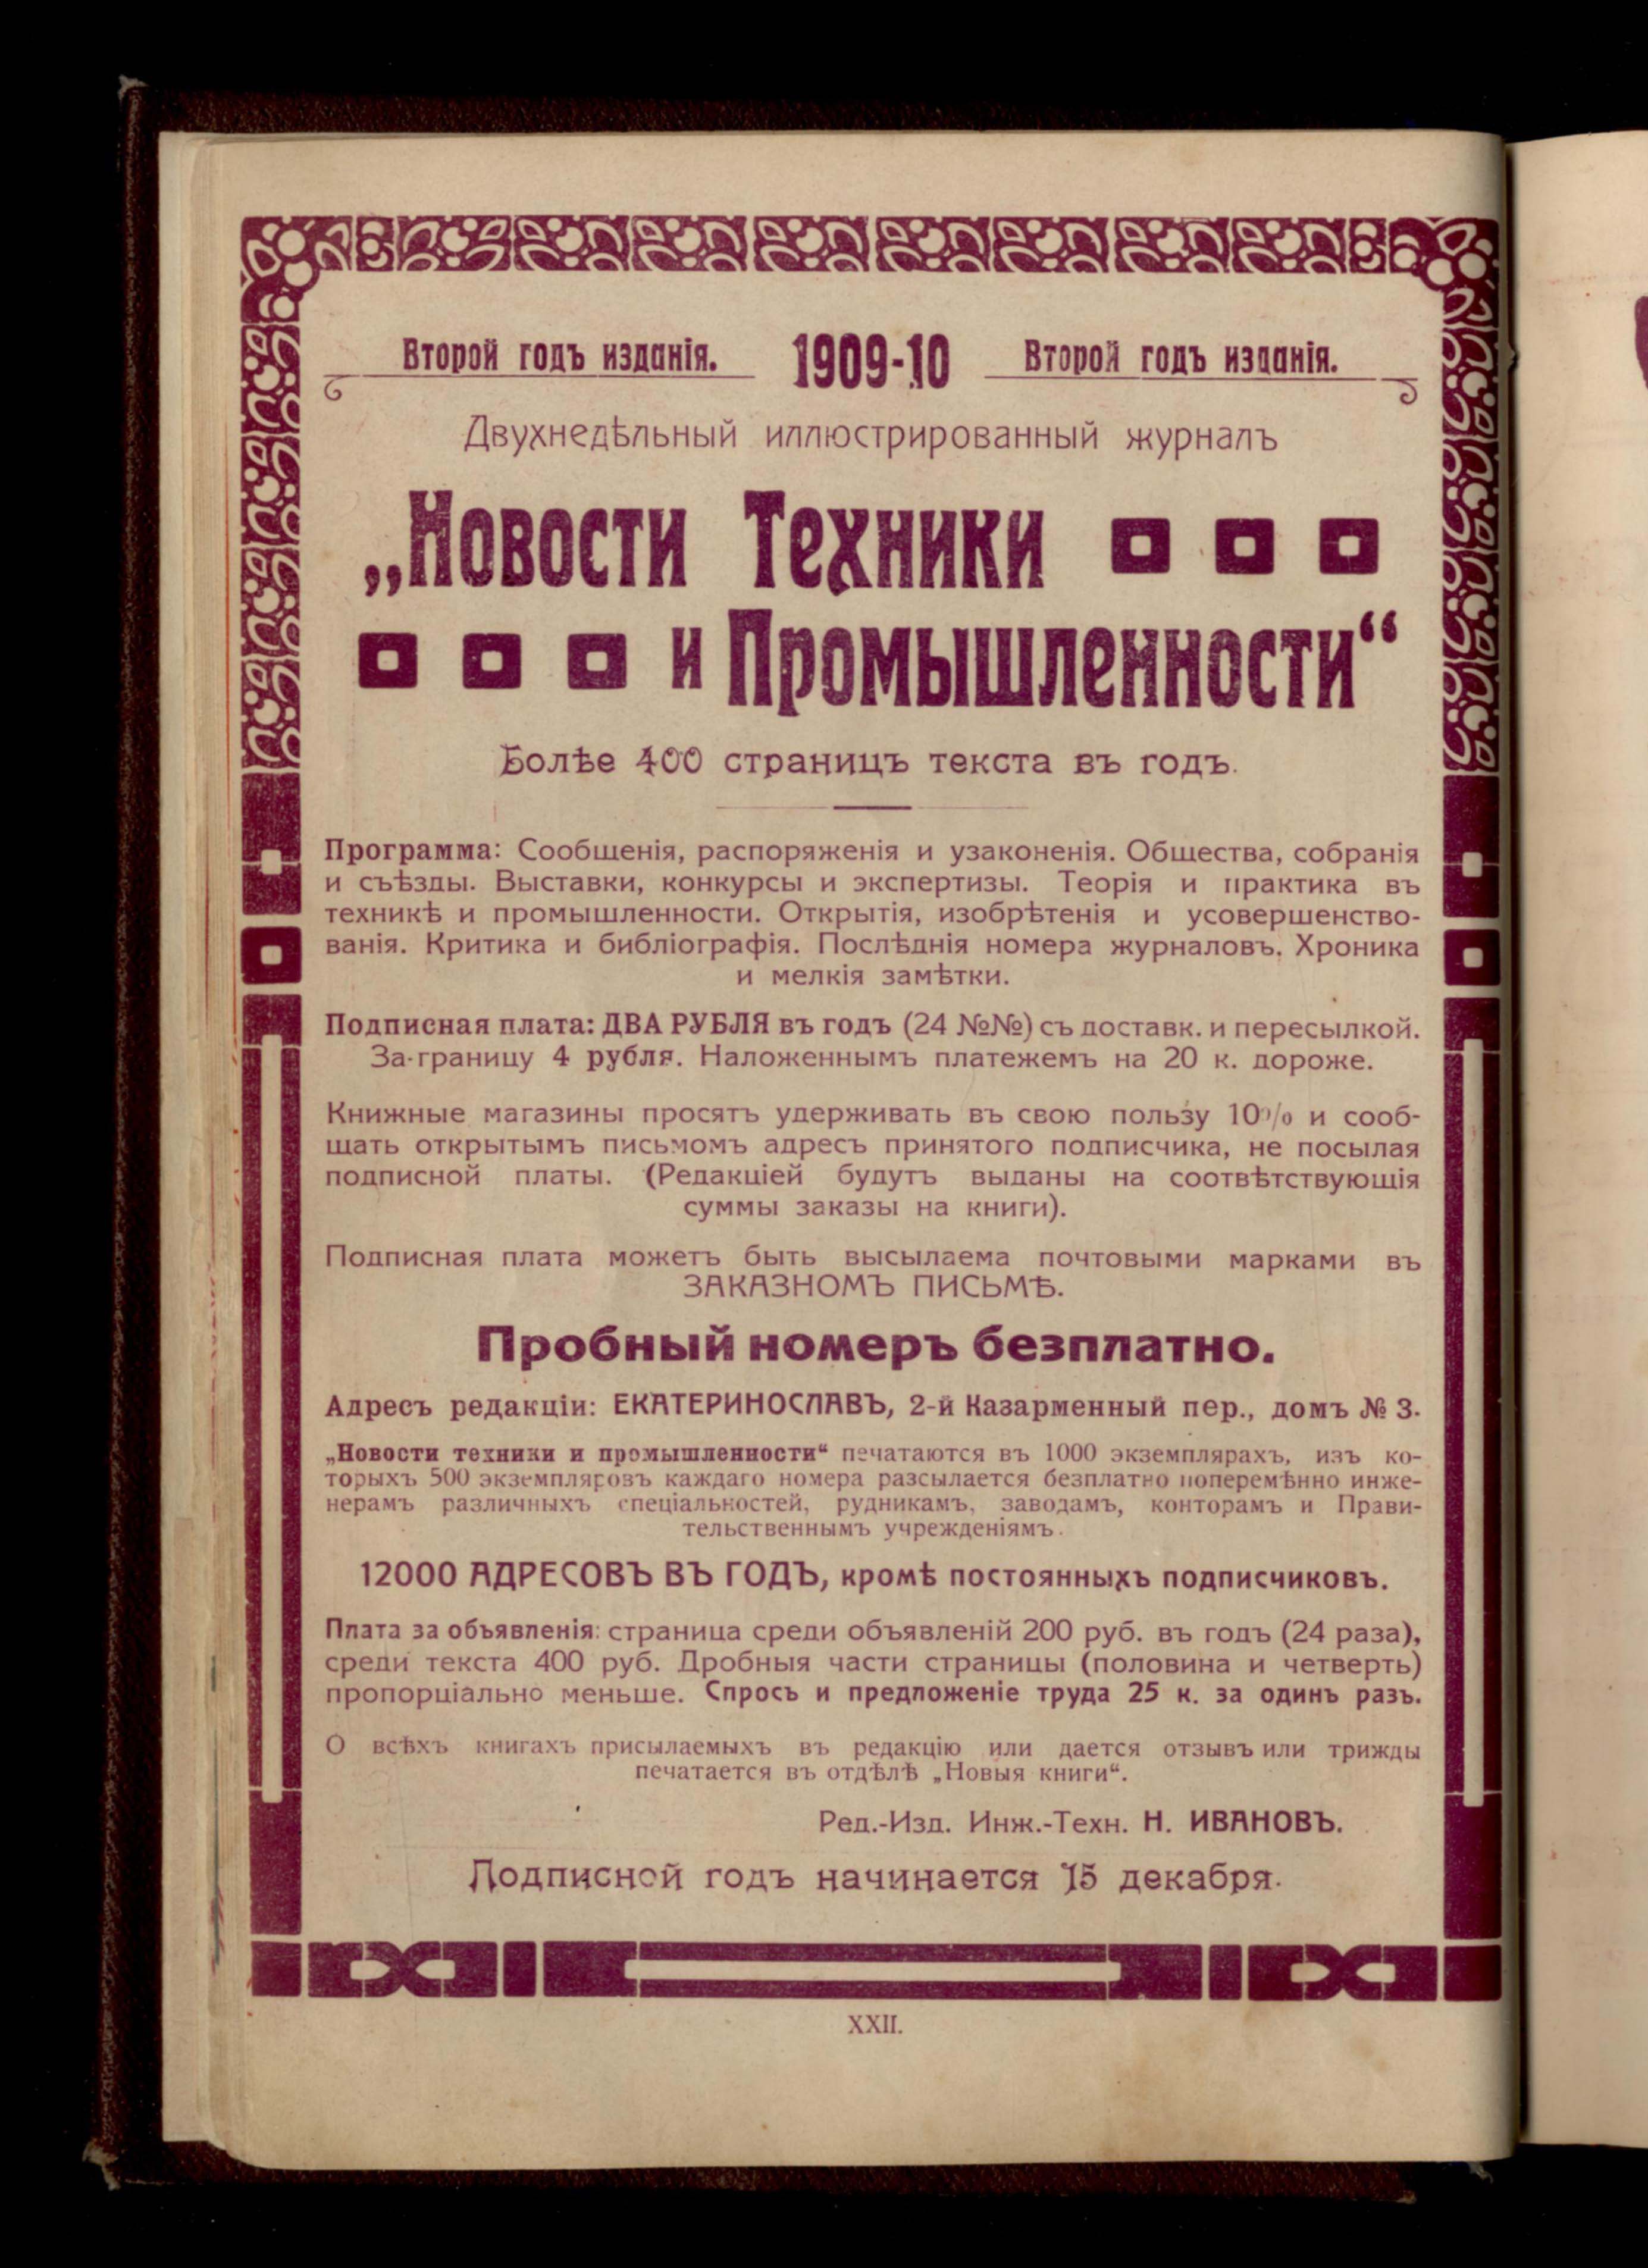 Второй годъ изданія. 1909-10 Второй годъ изданія.
Двухнедѣльный иллюстрированный журналъ
„Новости Техники
и Промышленности“
Болѣе 400 страницъ текста въ годъ.
Программа: Сообщенія, распоряженія и узаконенія. Общества, собранія
и съѣзды. Выставки, конкурсы и экспертизы. Теорія и практика въ
техникѣ и промышленности. Открытія, изобрѣтенія и усовершенство-
ванія. Критика и библіографія. Послѣднія номера журналовъ. Хроника
и мелкія замѣтки.
Подписная плата: ДВА РУБЛЯ въ годъ (24 №№) съ доставк. и пересылкой.
За-границу 4 рубля. Наложеннымъ платежемъ на 20 к. дороже.
Книжные магазины просятъ удерживать въ свою пользу 10% и сооб-
щать открытымъ письмомъ адресъ принятого подписчика, не посылая
подписной платы. (Редакціей будутъ выданы на соотвѣтствующія
суммы заказы на книги).
Подписная плата можетъ быть высылаема почтовыми марками въ
ЗАКАЗНОМЪ ПИСЬМѢ.
Пробный номеръ безплатно.
Адресъ редакціи: ЕКАТЕРИНОСЛАВЪ, 2-й Казарменный пер., домъ № 3.
„Новости техники и промышленности“ печатаются въ 1000 экземплярахъ, изъ ко-
торыхъ 500 экземпляровъ каждаго номера разсылается безплатно поперемѣнно инже-
нерамъ различныхъ спеціальностей, рудникамъ, заводамъ, конторамъ и Прави-
тельственнымъ учрежденіямъ.
12000 АДРЕСОВЪ ВЪ ГОДЪ, кромѣ постоянныхъ подписчиковъ.
Плата за объявленія: страница среди объявленій 200 руб. въ годъ (24 раза),
среди текста 400 руб. Дробныя части страницы (половина и четверть)
пропорціально меньше. Спросъ и предложеніе труда 25 к. за одинъ разъ.
О всѣхъ книгахъ присылаемыхъ въ редакцію или дается отзывъ или трижды
печатается въ отдѣлѣ „Новыя книги“.
Ред.-Изд. Инж.-Техн. Н. ИВАНОВЪ.
Подписной годъ начинается 15 декабря.
XXII.